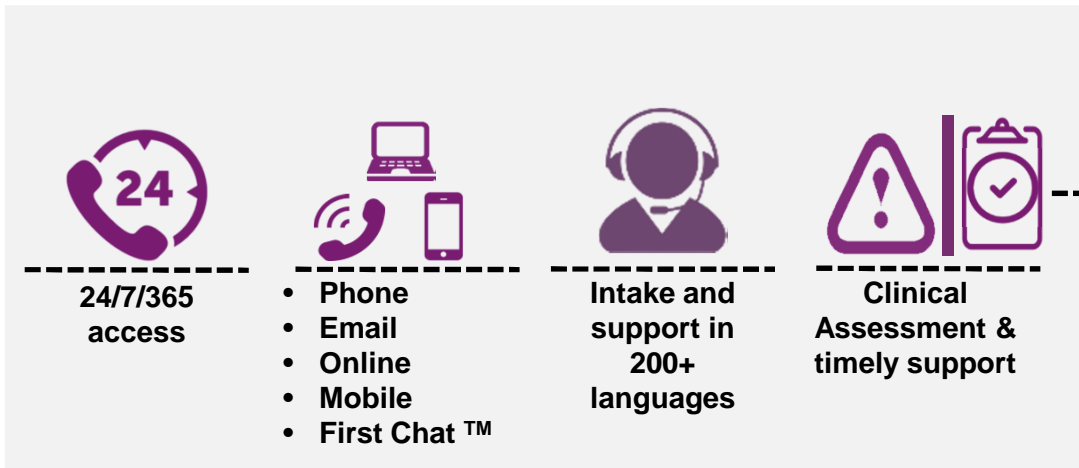 24
24/7/365
access
• Phone
• Email
• Online
• Mobile
• First Chat ™
Intake and
support in
200+
languages
Clinical
Assessment &
timely support